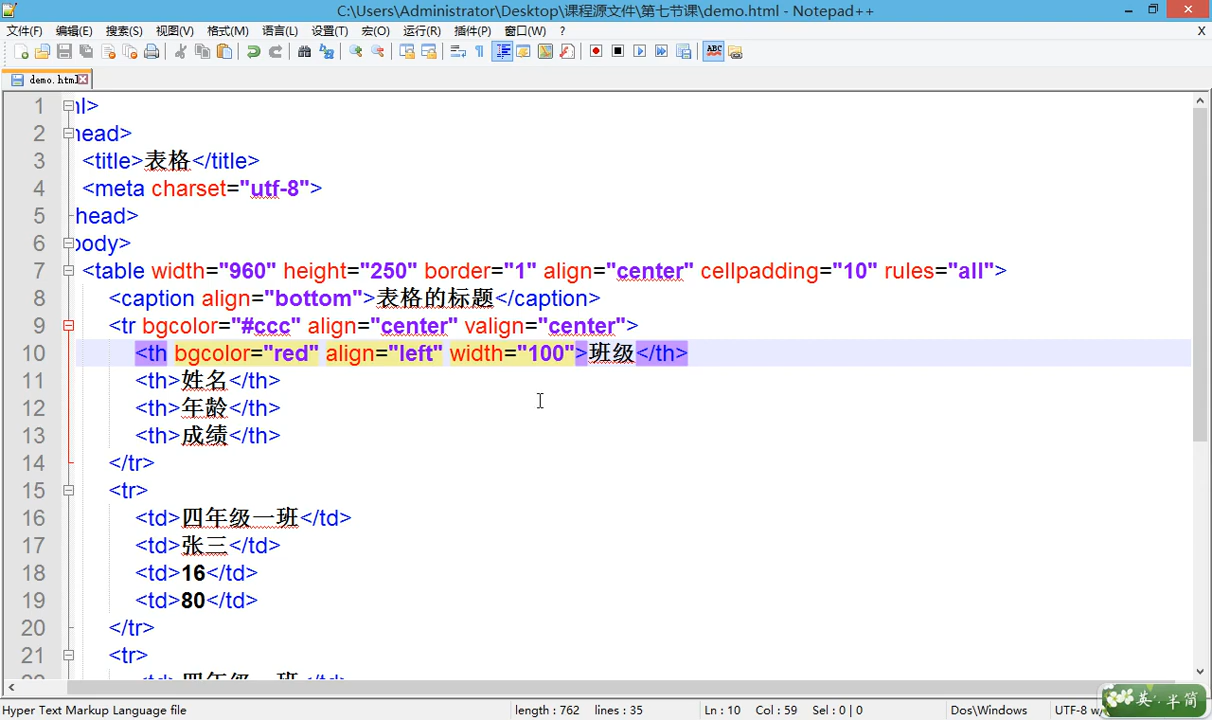 C:\Users\Administrator\Desktop\课程源文件\第七节课\demo.html - Notepad++
文件(F) 编辑(E) 搜索(S) 视图(V) 格式(M) 语言(L) 设置(T) 宏(O) 运行(R) 插件(P) 窗口(W) ? X
demo.html
1 ml>
2 head>
3 <title>表格</title>
4 <meta charset="utf-8">
5 head>
6 body>
7 <table width="960" height="250" border="1" align="center" cellpadding="10" rules="all">
8 <caption align="bottom">表格的标题</caption>
9 <tr bgcolor="#ccc" align="center" valign="center">
10 <th bgcolor="red" align="left" width="100">班级</th>
11 <th>姓名</th>
12 <th>年龄</th>
13 <th>成绩</th>
14 </tr>
15 <tr>
16 <td>四年级一班</td>
17 <td>张三</td>
18 <td>16</td>
19 <td>80</td>
20 </tr>
21 <tr>
Hyper Text Markup Language file length : 762 lines : 35 Ln : 10 Col : 59 Sel : 0 | 0 Dos\Windows UTF-8 w/ 英 半 简